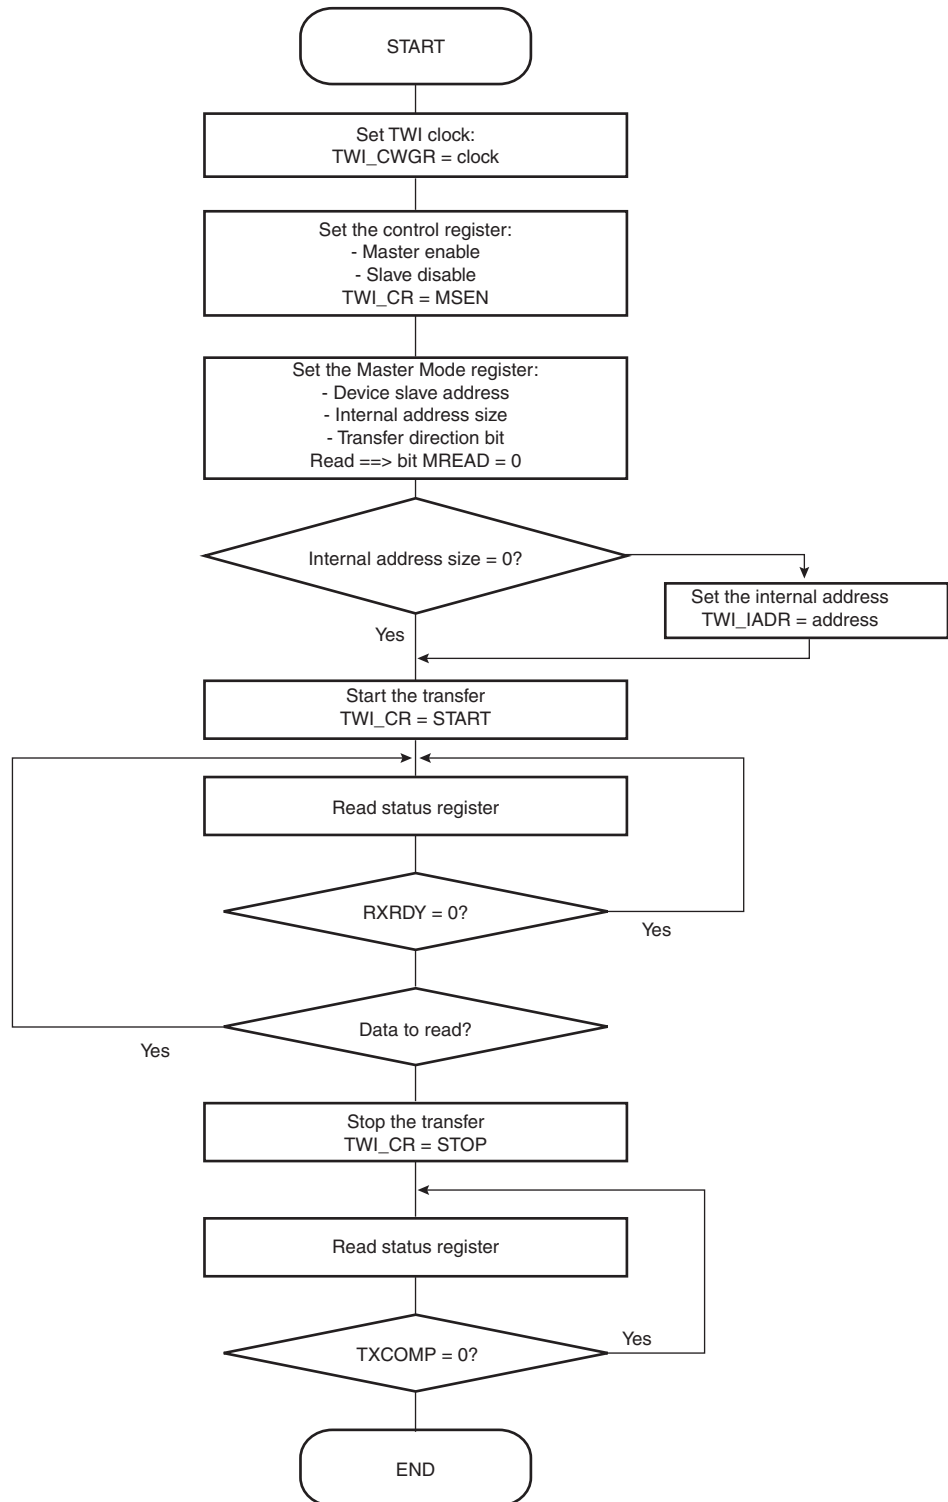 START
Set TWI clock:
TWI_CWGR = clock
Set the control register:
- Master enable
- Slave disable
TWI_CR = MSEN
Set the Master Mode register:
- Device slave address
- Internal address size
- Transfer direction bit
Read ==> bit MREAD = 0
Internal address size = 0?
Set the internal address
TWI_IADR = address
Yes
Start the transfer
TWI_CR = START
Read status register
RXRDY = 0?
Yes
Data to read?
Yes
Stop the transfer
TWI_CR = STOP
Read status register
TXCOMP = 0?
Yes
END